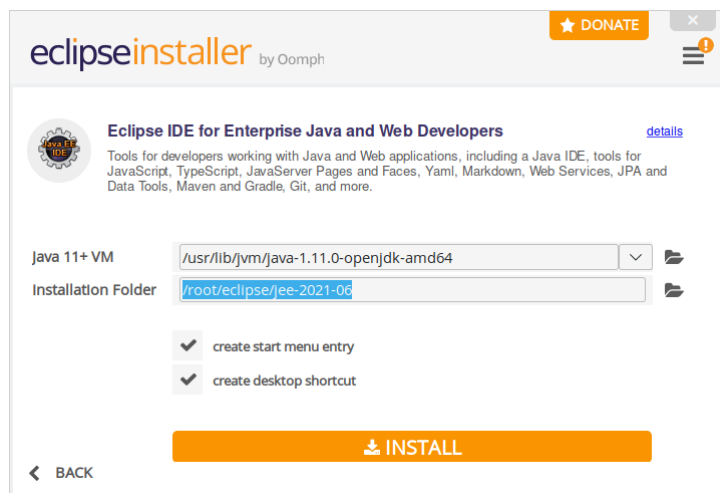 DONATE
eclipseinstaller by Oomph
Java EE
IDE
Eclipse IDE for Enterprise Java and Web Developers
details
Tools for developers working with Java and Web applications, including a Java IDE, tools for
JavaScript, TypeScript, JavaServer Pages and Faces, Yaml, Markdown, Web Services, JPA and
Data Tools, Maven and Gradle, Git, and more.
Java 11+ VM /usr/lib/jvm/java-1.11.0-openjdk-amd64
Installation Folder /root/eclipse/jee-2021-06
create start menu entry
create desktop shortcut
INSTALL
BACK